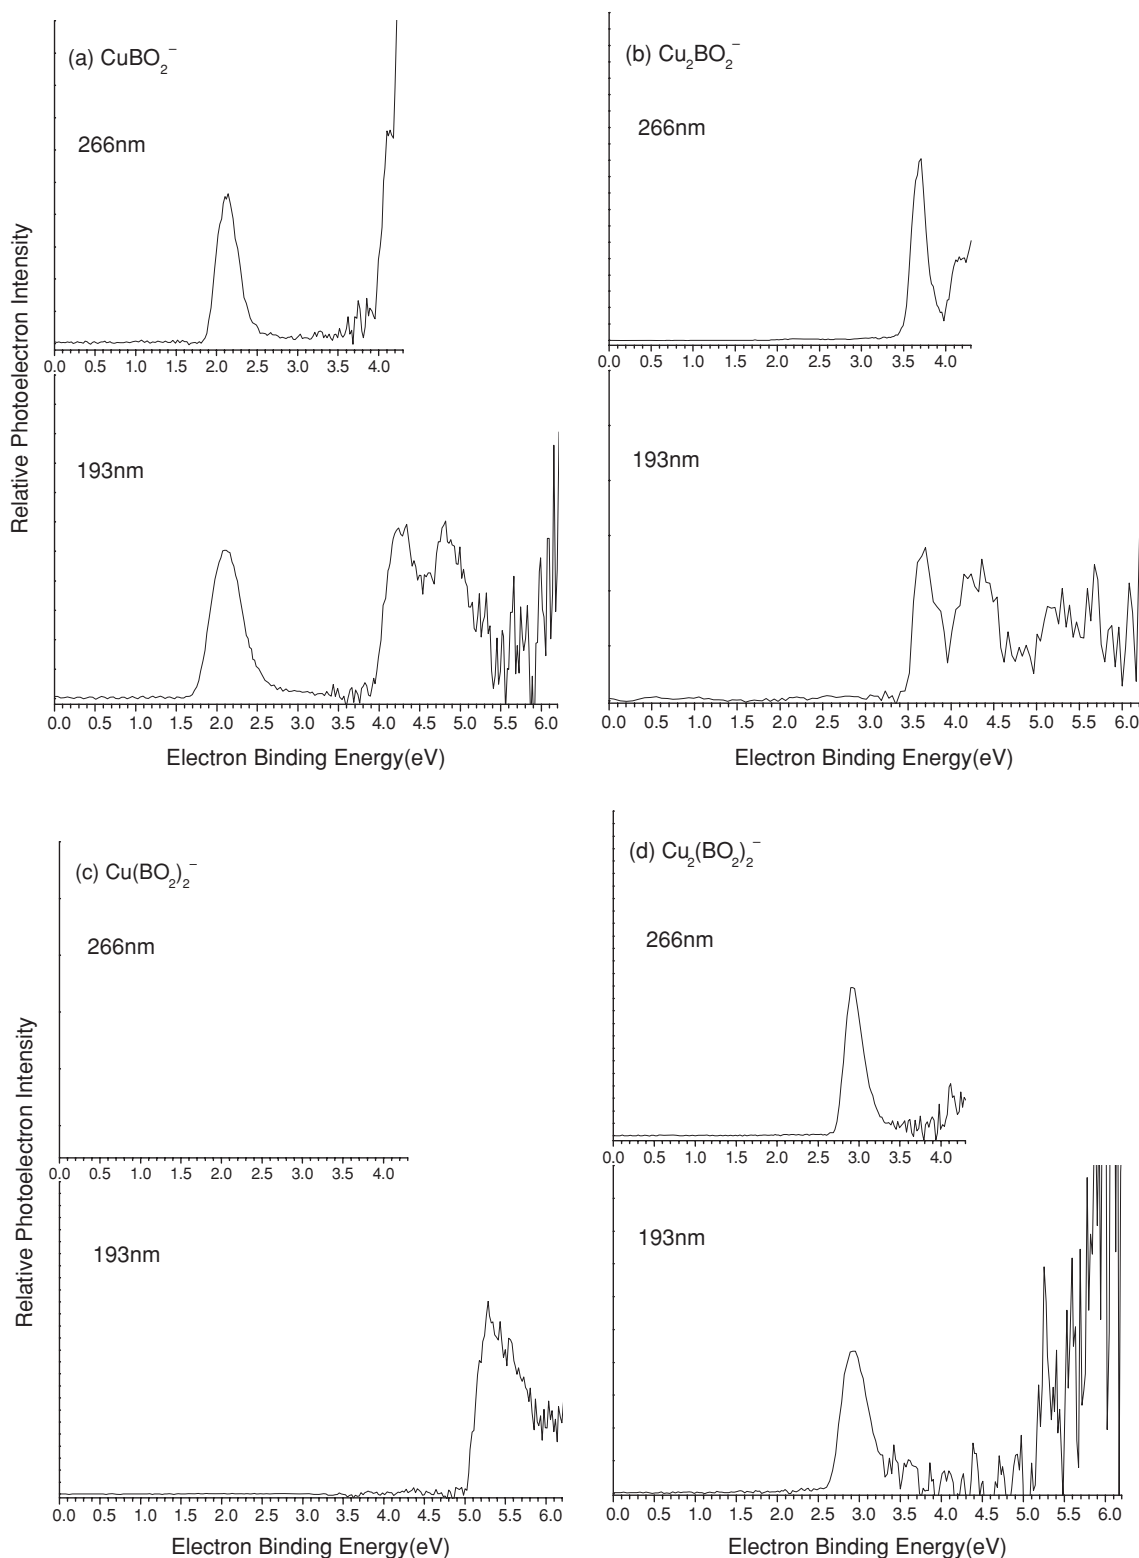 (a) CuBO₂⁻
266nm
0.0 0.5 1.0 1.5 2.0 2.5 3.0 3.5 4.0
193nm
0.0 0.5 1.0 1.5 2.0 2.5 3.0 3.5 4.0 4.5 5.0 5.5 6.0
Electron Binding Energy(eV)
Relative Photoelectron Intensity
(b) Cu₂BO₂⁻
266nm
0.0 0.5 1.0 1.5 2.0 2.5 3.0 3.5 4.0
193nm
0.0 0.5 1.0 1.5 2.0 2.5 3.0 3.5 4.0 4.5 5.0 5.5 6.0
Electron Binding Energy(eV)
(c) Cu(BO₂)₂⁻
266nm
0.0 0.5 1.0 1.5 2.0 2.5 3.0 3.5 4.0
193nm
0.0 0.5 1.0 1.5 2.0 2.5 3.0 3.5 4.0 4.5 5.0 5.5 6.0
Electron Binding Energy(eV)
Relative Photoelectron Intensity
(d) Cu₂(BO₂)₂⁻
266nm
0.0 0.5 1.0 1.5 2.0 2.5 3.0 3.5 4.0
193nm
0.0 0.5 1.0 1.5 2.0 2.5 3.0 3.5 4.0 4.5 5.0 5.5 6.0
Electron Binding Energy(eV)